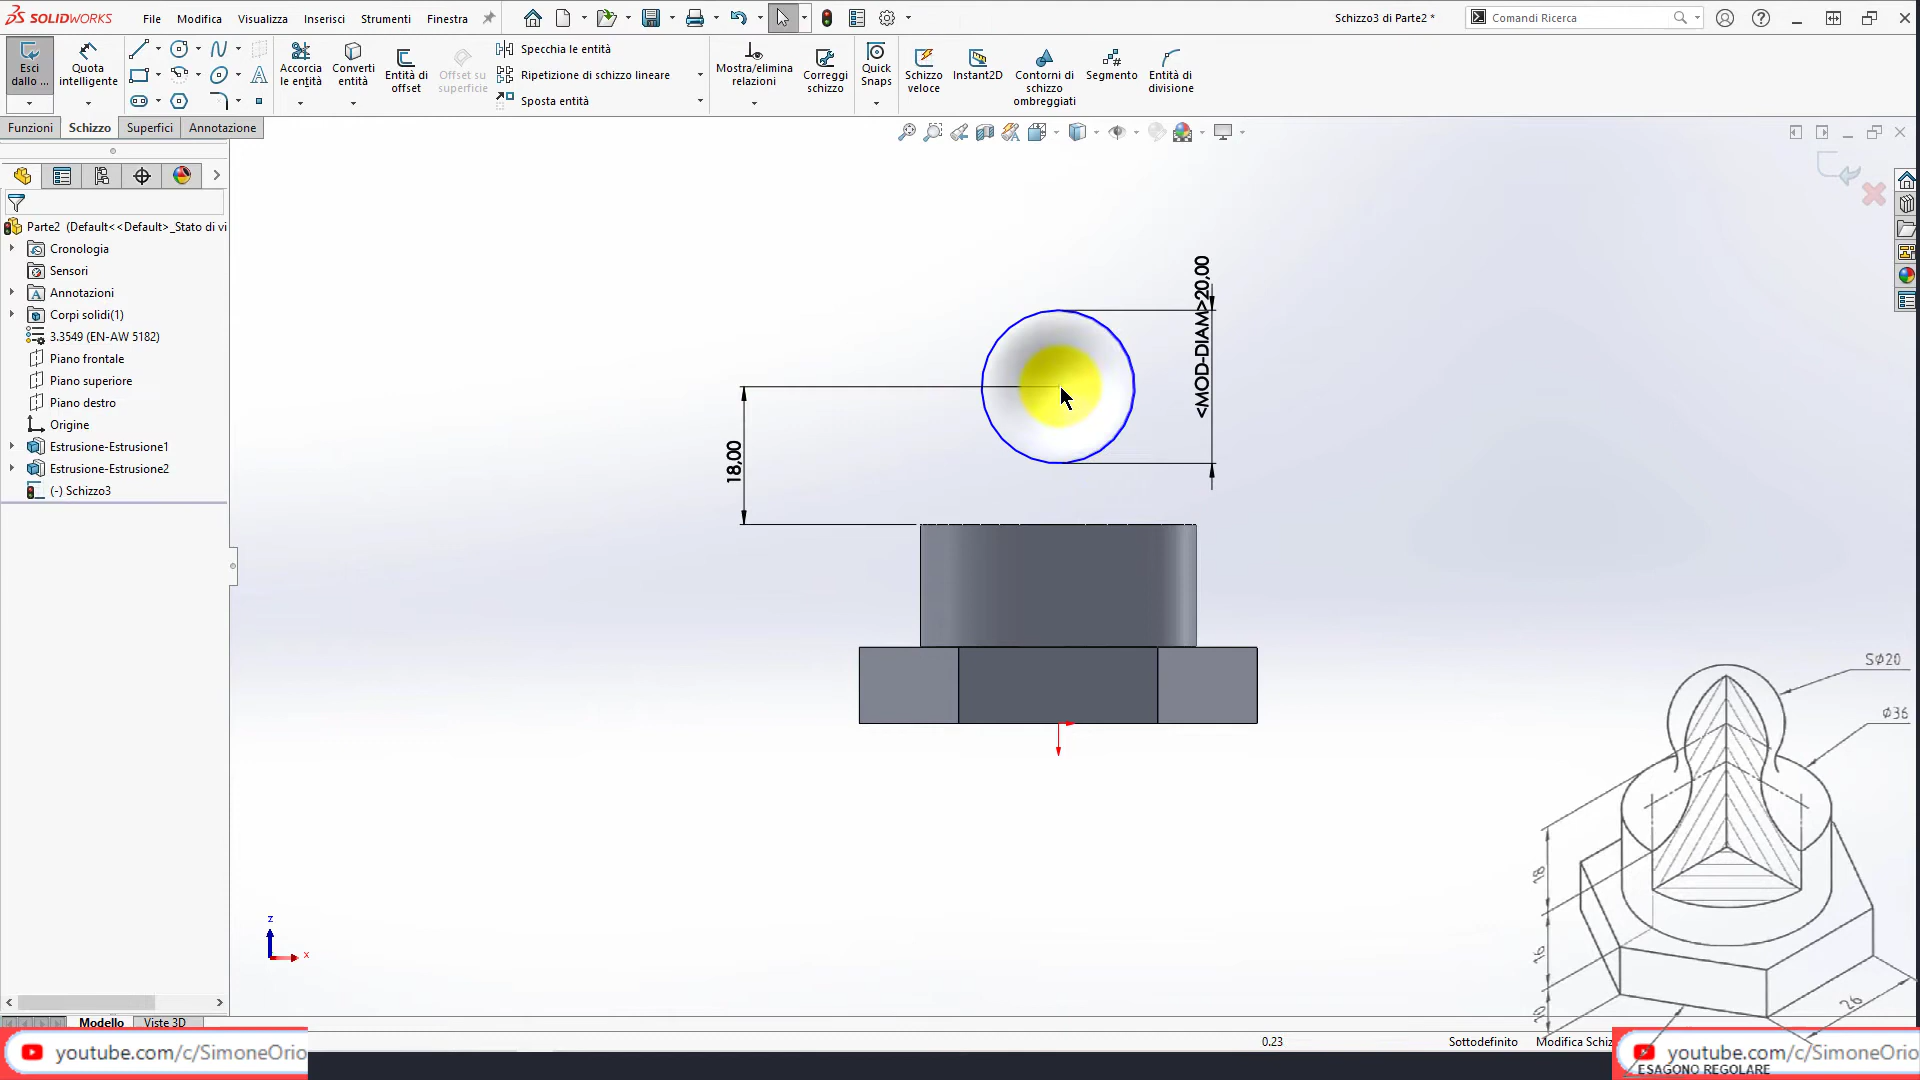 SOLIDWORKS
File
Modifica
Visualizza
Inserisci
Strumenti
Finestra
Schizzo3 di Parte2 *
Comandi Ricerca
Esci
dallo ...
Quota
intelligente
Accorcia
le entità
Converti
entità
Entità di
offset
Offset su
superficie
Specchia le entità
Ripetizione di schizzo lineare
Sposta entità
Mostra/elimina
relazioni
Correggi
schizzo
Quick
Snaps
Schizzo
veloce
Instant2D
Contorni di
schizzo
ombreggiati
Segmento
Entità di
divisione
Funzioni
Schizzo
Superfici
Annotazione
Parte2 (Default<<Default>_Stato di vi
Cronologia
Sensori
Annotazioni
Corpi solidi(1)
3.3549 (EN-AW 5182)
Piano frontale
Piano superiore
Piano destro
Origine
Estrusione-Estrusione1
Estrusione-Estrusione2
(-) Schizzo3
<MOD-DIAM>20,00
18,00
z
x
SΦ20
Φ36
18
16
10
26
ESAGONO REGOLARE
Modello
Viste 3D
0.23
Sottodefinito
Modifica Schiz
youtube.com/c/SimoneOrio
youtube.com/c/SimoneOrio